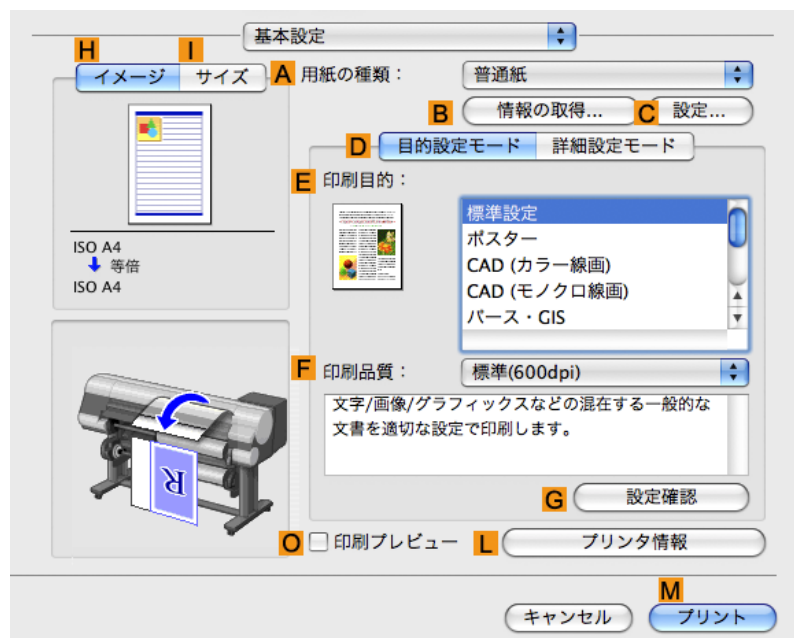 基本設定
H
I
イメージ
サイズ
A
用紙の種類：
普通紙
B
情報の取得...
C
設定...
D
目的設定モード
詳細設定モード
E
印刷目的：
標準設定
ポスター
CAD (カラー線画)
CAD (モノクロ線画)
パース・GIS
ISO A4
等倍
ISO A4
F
印刷品質：
標準(600dpi)
文字/画像/グラフィックスなどの混在する一般的な
文書を適切な設定で印刷します。
R
G
設定確認
O
印刷プレビュー
L
プリンタ情報
M
キャンセル
プリント